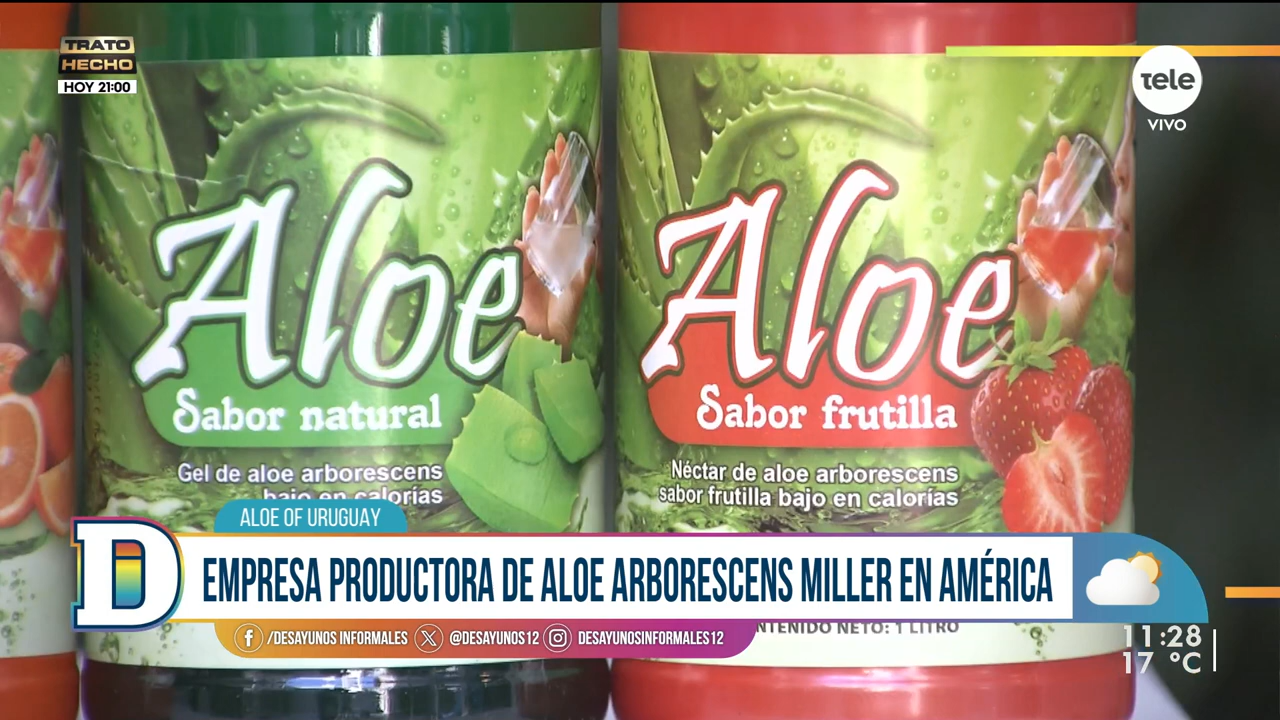 TRATO
HECHO
HOY 21:00
tele
VIVO
Aloe
Sabor natural
Gel de aloe arborescens
bajo en calorías
Aloe
Sabor frutilla
Néctar de aloe arborescens
sabor frutilla bajo en calorías
ALOE OF URUGUAY
D
EMPRESA PRODUCTORA DE ALOE ARBORESCENS MILLER EN AMÉRICA
/DESAYUNOS INFORMALES @DESAYUNOS12 DESAYUNOSINFORMALES12
NETO: 1 LITRO
11:28
17 °C